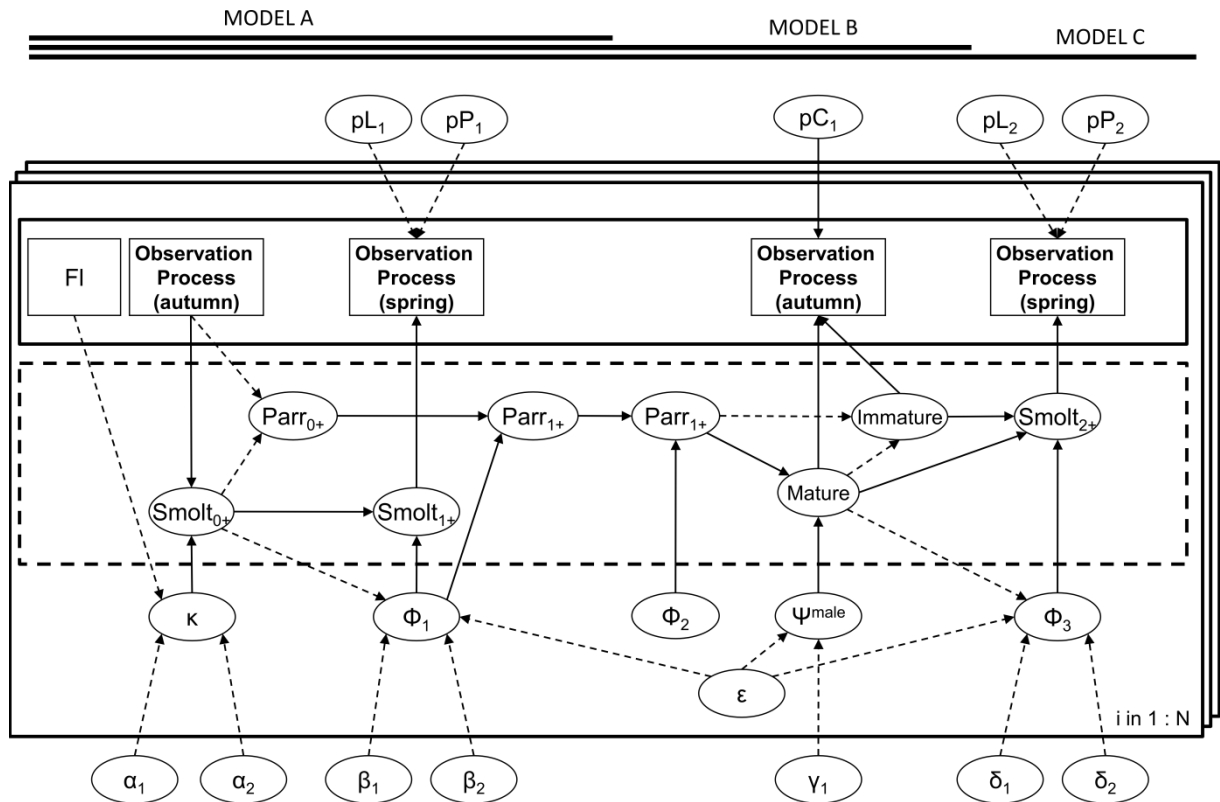 MODEL A
MODEL B
MODEL C
pL₁
pP₁
pC₁
pL₂
pP₂
Fl
Observation
Process
(autumn)
Observation
Process
(spring)
Observation
Process
(autumn)
Observation
Process
(spring)
Parr₀₊
Parr₁₊
Parr₁₊
Immature
Smolt₂₊
Smolt₀₊
Smolt₁₊
Mature
κ
Φ₁
Φ₂
Ψᵐᵃˡᵉ
Φ₃
ε
i in 1 : N
α₁
α₂
β₁
β₂
γ₁
δ₁
δ₂